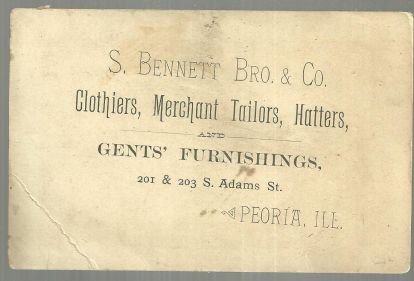 S. BENNETT BRO. & CO.
Clothiers, Merchant Tailors, Hatters,
AND
GENTS' FURNISHINGS,
201 & 203 S. Adams St.
PEORIA, ILL.